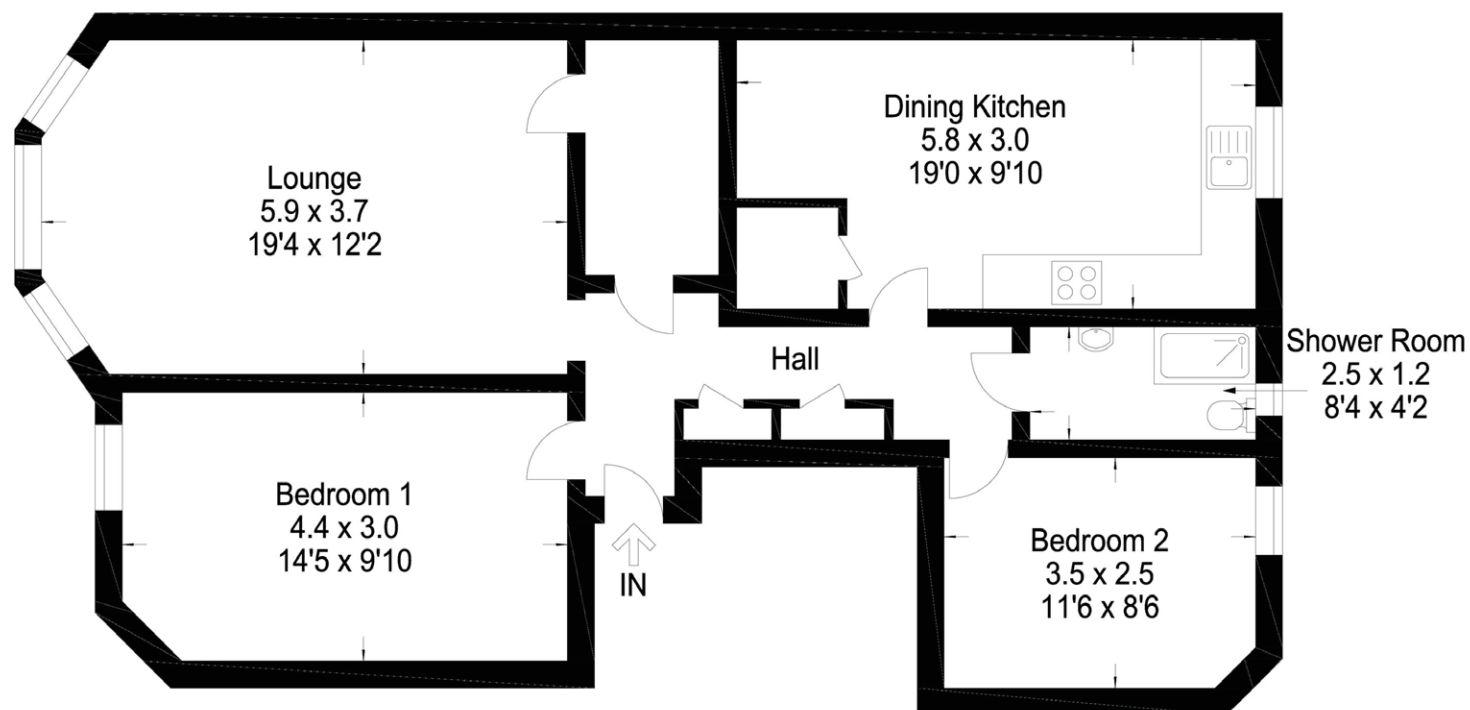 Lounge
5.9 x 3.7
19'4 x 12'2
Dining Kitchen
5.8 x 3.0
19'0 x 9'10
Hall
Shower Room
2.5 x 1.2
8'4 x 4'2
Bedroom 1
4.4 x 3.0
14'5 x 9'10
IN
Bedroom 2
3.5 x 2.5
11'6 x 8'6